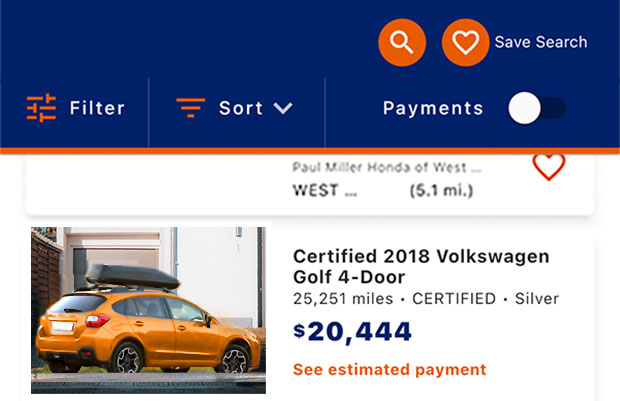 Save Search
Filter
Sort
Payments
Paul Miller Honda of West ...
WEST ... (5.1 mi.)
Certified 2018 Volkswagen
Golf 4-Door
25,251 miles • CERTIFIED • Silver
$20,444
See estimated payment